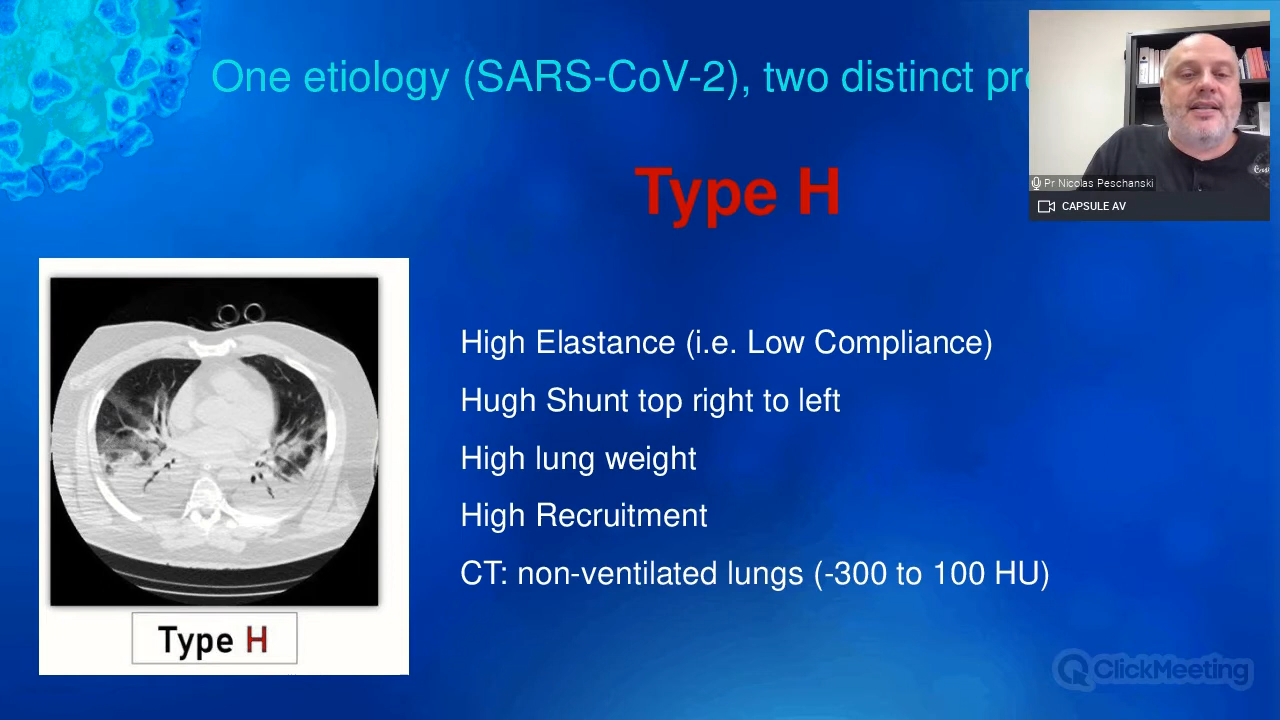 One etiology (SARS-CoV-2), two distinct pr
Type H
Pr Nicolas Peschanski
CAPSULE AV
High Elastance (i.e. Low Compliance)
Hugh Shunt top right to left
High lung weight
High Recruitment
CT: non-ventilated lungs (-300 to 100 HU)
Type H
ClickMeeting